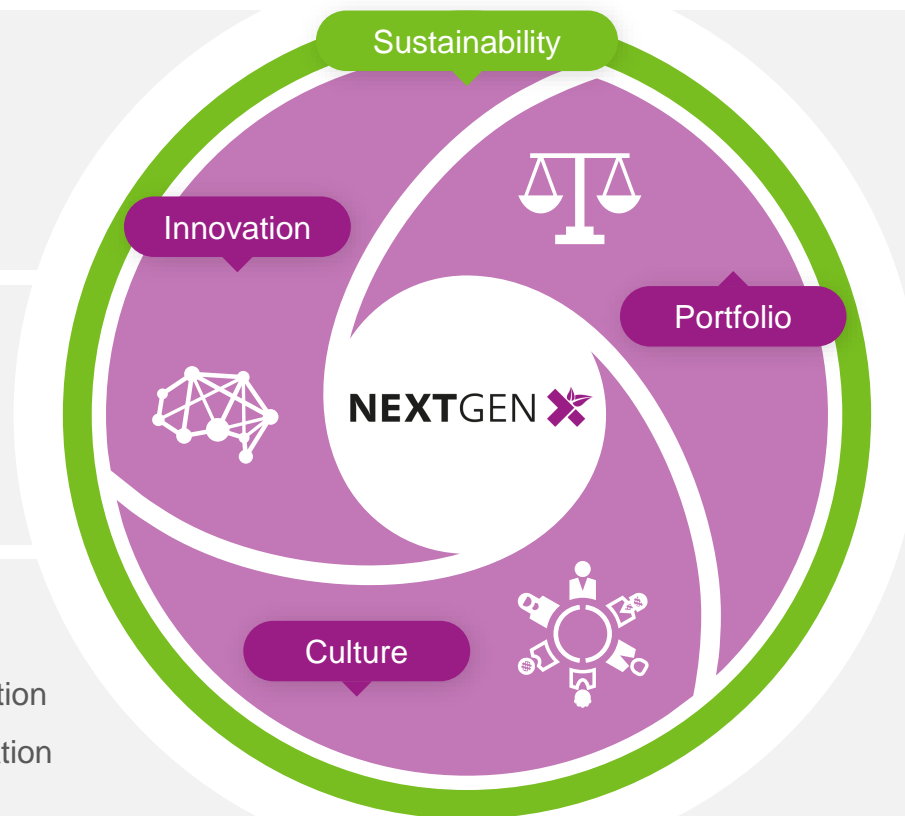 Sustainability
Innovation
Portfolio
NEXTGEN
Culture